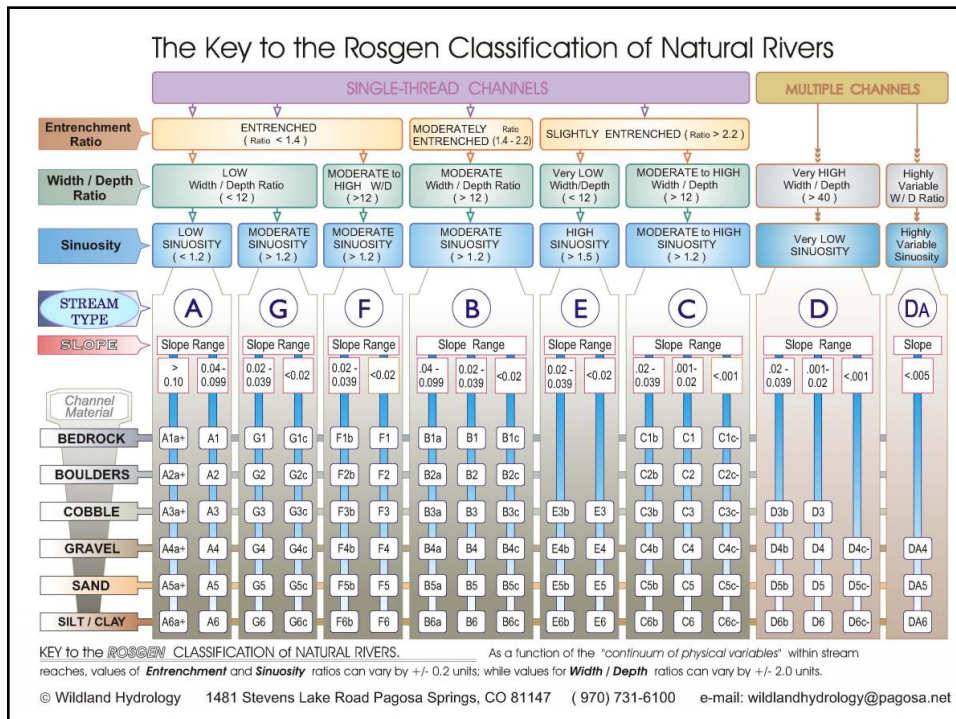 The Key to the Rosgen Classification of Natural Rivers
SINGLE-THREAD CHANNELS
MULTIPLE CHANNELS
Entrenchment
Ratio
ENTRENCHED
( Ratio < 1.4 )
MODERATELY Ratio
ENTRENCHED (1.4 - 2.2)
SLIGHTLY ENTRENCHED ( Ratio > 2.2 )
Width / Depth
Ratio
LOW
Width / Depth Ratio
( < 12 )
MODERATE to
HIGH W/D
( >12 )
MODERATE
Width / Depth Ratio
( > 12 )
Very LOW
Width/Depth
( < 12 )
MODERATE to HIGH
Width / Depth
( > 12 )
Very HIGH
Width / Depth
( > 40 )
Highly
Variable
W / D Ratio
Sinuosity
LOW
SINUOSITY
( < 1.2 )
MODERATE
SINUOSITY
( > 1.2 )
MODERATE
SINUOSITY
( > 1.2 )
MODERATE
SINUOSITY
( > 1.2 )
HIGH
SINUOSITY
( > 1.5 )
MODERATE to HIGH
SINUOSITY
( > 1.2 )
Very LOW
SINUOSITY
Highly
Variable
Sinuosity
STREAM
TYPE
A G F B E C D DA
SLOPE
Slope Range Slope Range Slope Range Slope Range Slope Range Slope Range Slope Range Slope
> 0.10
0.04-0.099
0.02-0.039
<0.02
0.02-0.039
<0.02
.04-0.099
0.02-0.039
<0.02
0.02-0.039
<0.02
.02-0.039
.001-0.02
<.001
.02-0.039
.001-0.02
<.001
<.005
Channel
Material
BEDROCK A1a+ A1 G1 G1c F1b F1 B1a B1 B1c C1b C1 C1c-
BOULDERS A2a+ A2 G2 G2c F2b F2 B2a B2 B2c C2b C2 C2c-
COBBLE A3a+ A3 G3 G3c F3b F3 B3a B3 B3c E3b E3 C3b C3 C3c- D3b D3
GRAVEL A4a+ A4 G4 G4c F4b F4 B4a B4 B4c E4b E4 C4b C4 C4c- D4b D4 D4c- DA4
SAND A5a+ A5 G5 G5c F5b F5 B5a B5 B5c E5b E5 C5b C5 C5c- D5b D5 D5c- DA5
SILT / CLAY A6a+ A6 G6 G6c F6b F6 B6a B6 B6c E6b E6 C6b C6 C6c- D6b D6 D6c- DA6
KEY to the ROSGEN CLASSIFICATION of NATURAL RIVERS. As a function of the "continuum of physical variables" within stream
reaches, values of Entrenchment and Sinuosity ratios can vary by +/- 0.2 units; while values for Width / Depth ratios can vary by +/- 2.0 units.
© Wildland Hydrology 1481 Stevens Lake Road Pagosa Springs, CO 81147 ( 970) 731-6100 e-mail: wildlandhydrology@pagosa.net